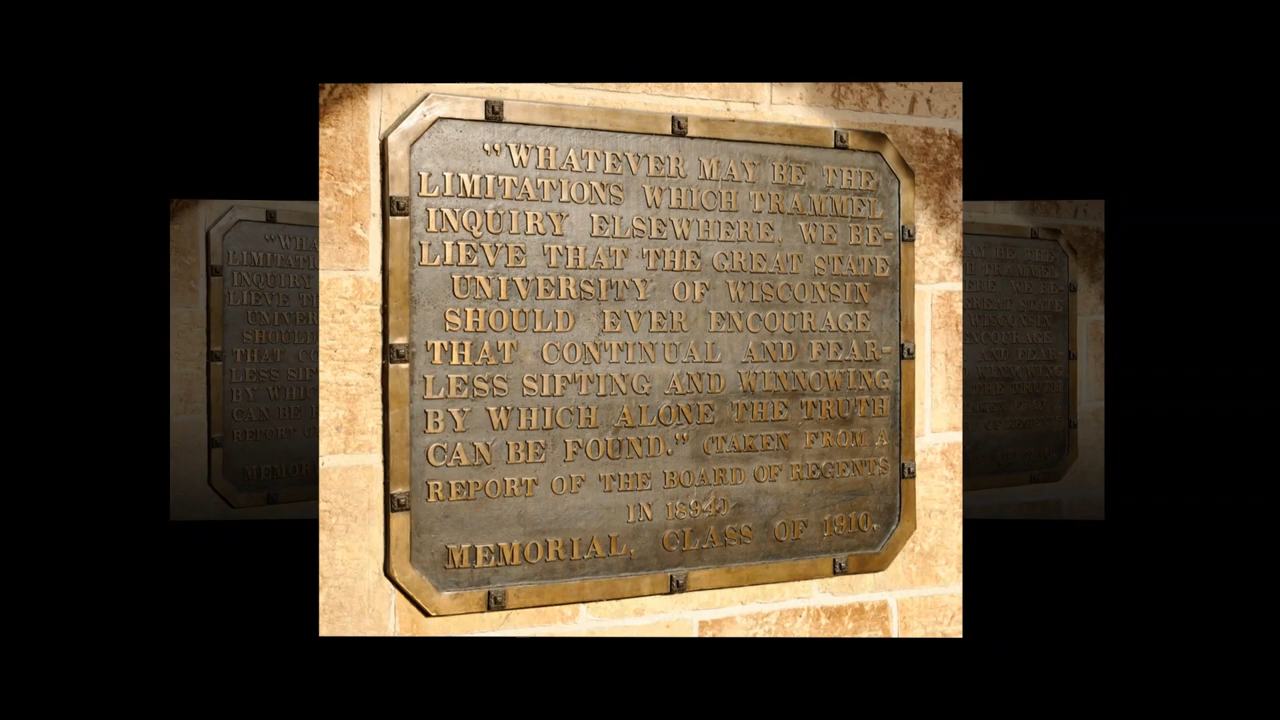 “WHATEVER MAY BE THE
LIMITATIONS WHICH TRAMMEL
INQUIRY ELSEWHERE, WE BE-
LIEVE THAT THE GREAT STATE
UNIVERSITY OF WISCONSIN
SHOULD EVER ENCOURAGE
THAT CONTINUAL AND FEAR-
LESS SIFTING AND WINNOWING
BY WHICH ALONE THE TRUTH
CAN BE FOUND.” (TAKEN FROM A
REPORT OF THE BOARD OF REGENTS
IN 1894)
MEMORIAL, CLASS OF 1910.